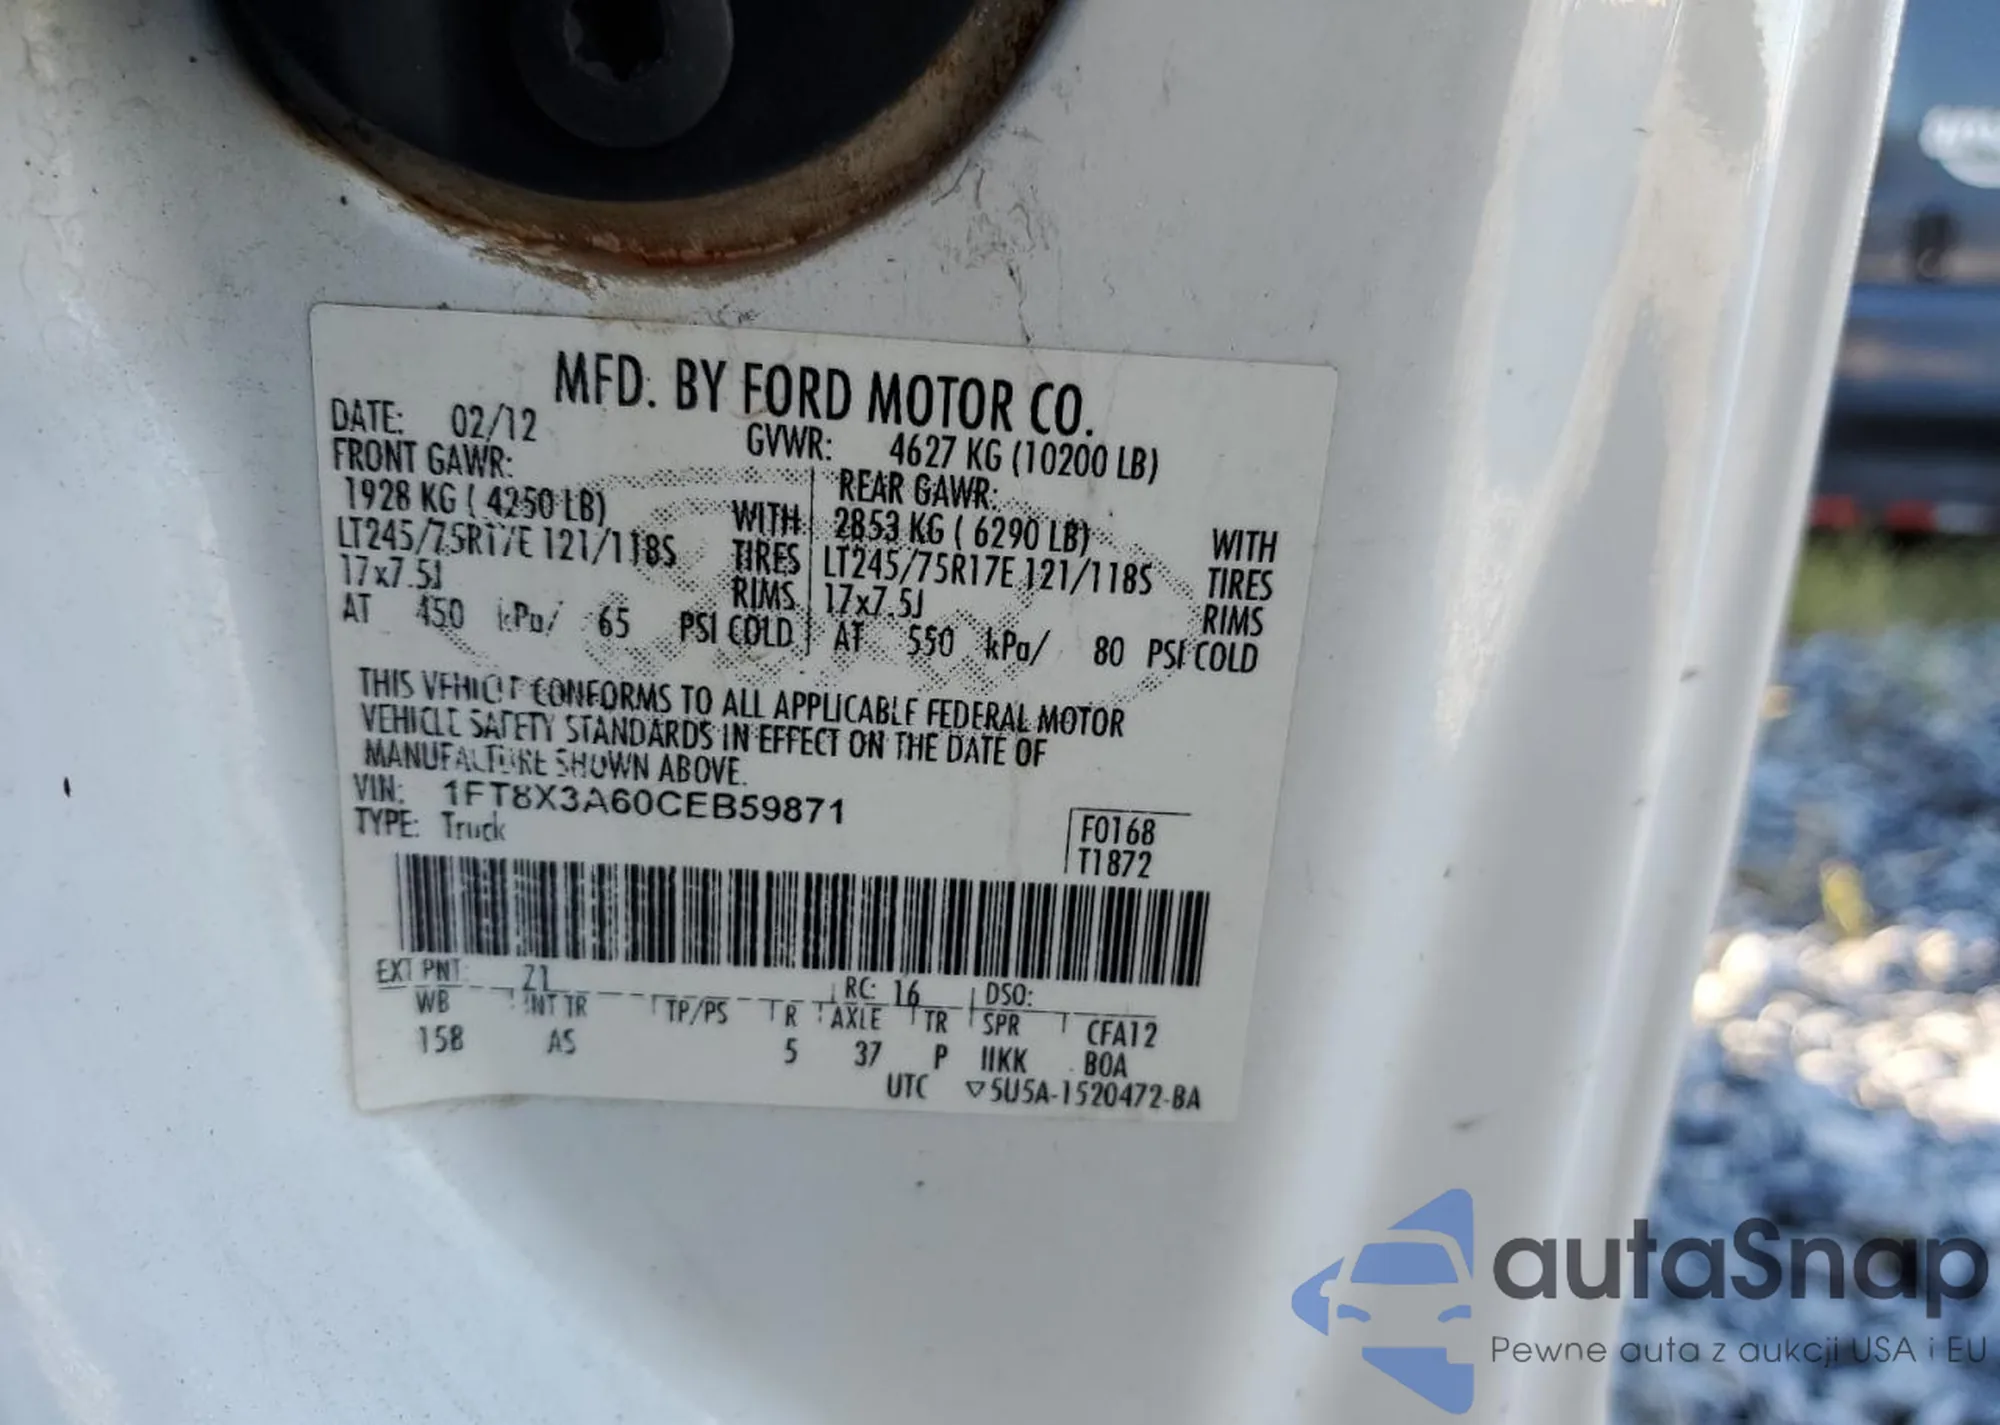 MFD. BY FORD MOTOR CO.
DATE: 02/12 GVWR: 4627 KG (10200 LB)
FRONT GAWR: REAR GAWR:
1928 KG ( 4250 LB) WITH 2853 KG ( 6290 LB) WITH
LT245/75R17E 121/118S TIRES LT245/75R17E 121/118S TIRES
17x7.5J RIMS 17x7.5J RIMS
AT 450 kPa/ 65 PSI COLD AT 550 kPa/ 80 PSI COLD
THIS VEHICLE CONFORMS TO ALL APPLICABLE FEDERAL MOTOR
VEHICLE SAFETY STANDARDS IN EFFECT ON THE DATE OF
MANUFACTURE SHOWN ABOVE.
VIN: 1FT8X3A60CEB59871
TYPE: Truck
F0168
T1872
EXT PNT: Z1 RC: 16 DSO:
WB INT TR TP/PS R AXLE TR SPR CFA12
158 AS 5 37 P IIKK BOA
UTC ▽5U5A-1520472-BA
autaSnap
Pewne auta z aukcji USA i EU